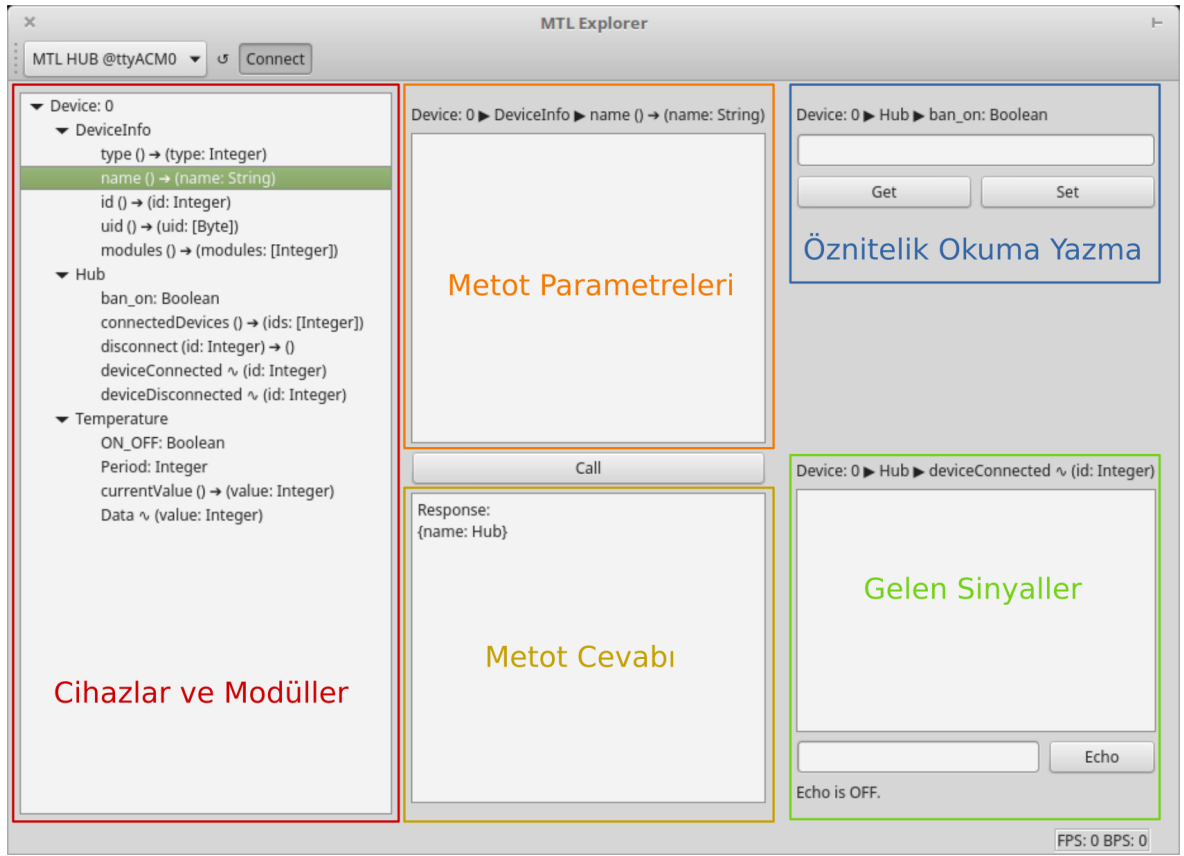 MTL Explorer
MTL HUB @ttyACM0
Connect
Device: 0
DeviceInfo
type () ➔ (type: Integer)
name () ➔ (name: String)
id () ➔ (id: Integer)
uid () ➔ (uid: [Byte])
modules () ➔ (modules: [Integer])
Hub
ban_on: Boolean
connectedDevices () ➔ (ids: [Integer])
disconnect (id: Integer) ➔ ()
deviceConnected ∿ (id: Integer)
deviceDisconnected ∿ (id: Integer)
Temperature
ON_OFF: Boolean
Period: Integer
currentValue () ➔ (value: Integer)
Data ∿ (value: Integer)
Cihazlar ve Modüller
Device: 0 ▶ DeviceInfo ▶ name () ➔ (name: String)
Metot Parametreleri
Call
Response:
{name: Hub}
Metot Cevabı
Device: 0 ▶ Hub ▶ ban_on: Boolean
Get
Set
Öznitelik Okuma Yazma
Device: 0 ▶ Hub ▶ deviceConnected ∿ (id: Integer)
Gelen Sinyaller
Echo
Echo is OFF.
FPS: 0 BPS: 0